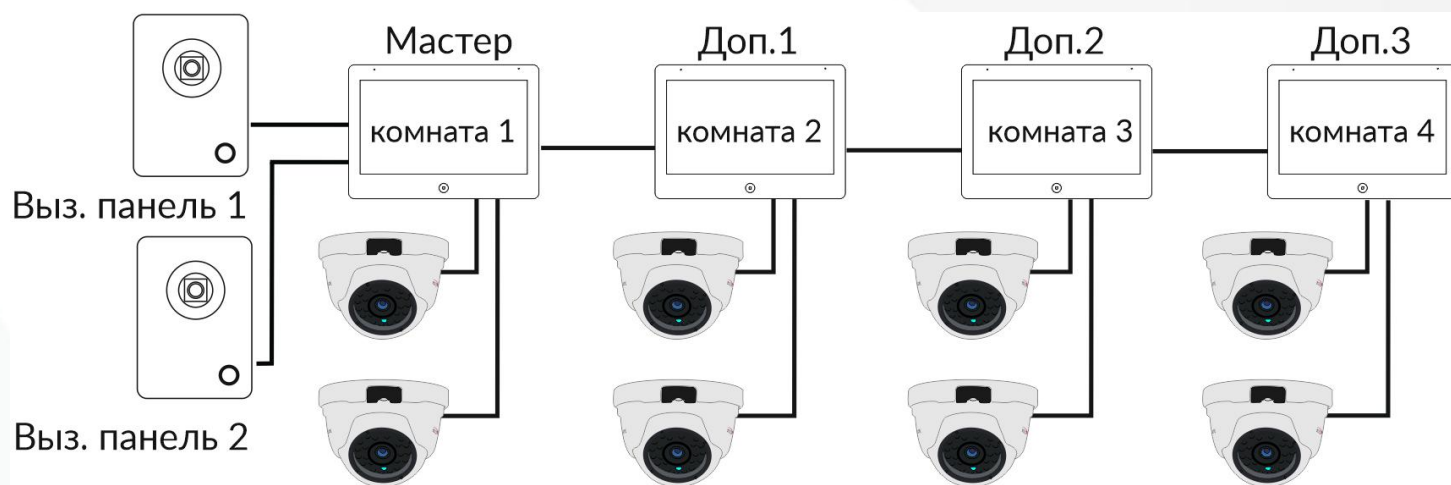 Мастер
Доп.1
Доп.2
Доп.3
комната 1
комната 2
комната 3
комната 4
Выз. панель 1
Выз. панель 2